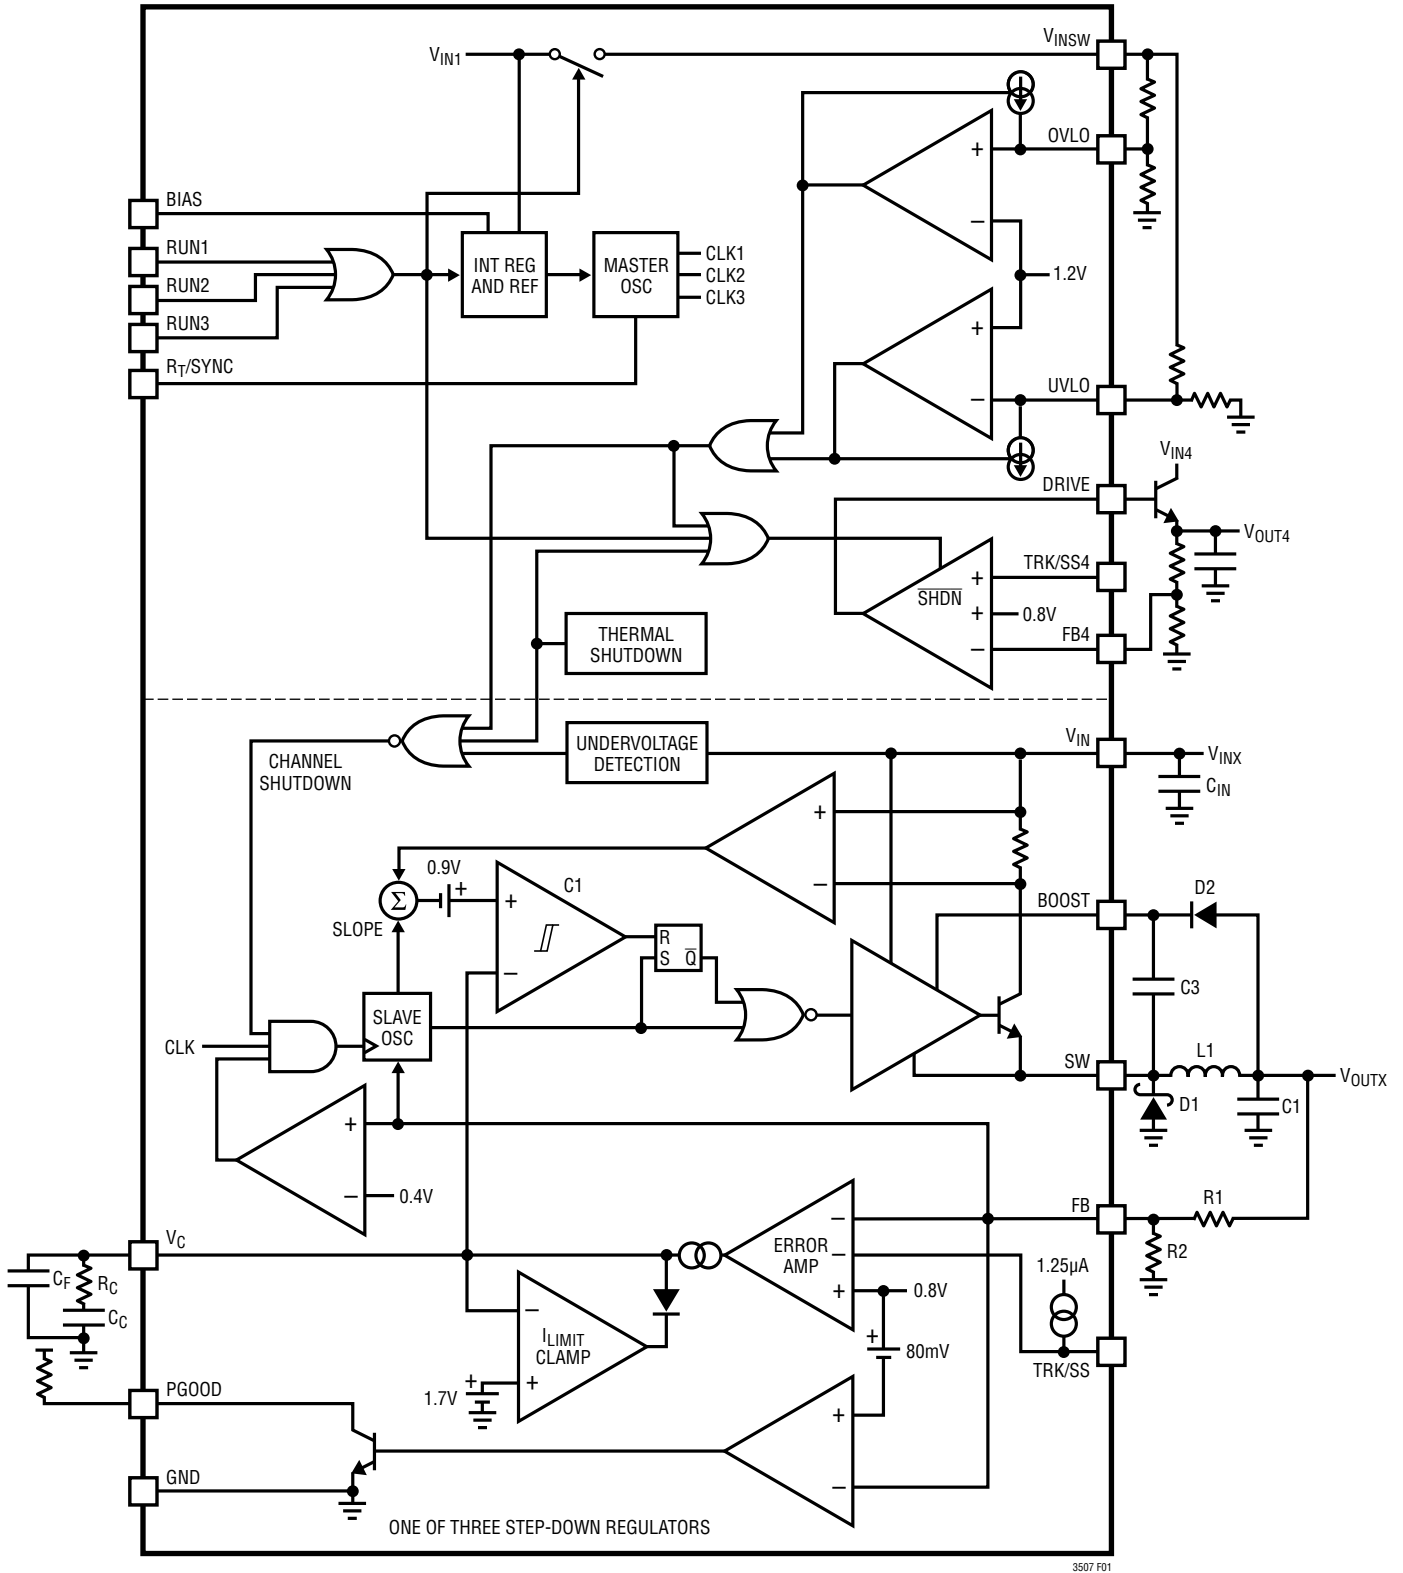 VIN1
VINSW
OVLO
+
–
1.2V
+
–
UVLO
BIAS
RUN1
RUN2
RUN3
RT/SYNC
INT REG
AND REF
MASTER
OSC
CLK1
CLK2
CLK3
VIN4
DRIVE
VOUT4
TRK/SS4
+
SHDN
+
0.8V
FB4
–
THERMAL
SHUTDOWN
VIN
VINX
CIN
UNDERVOLTAGE
DETECTION
CHANNEL
SHUTDOWN
+
–
0.9V
+
Σ
SLOPE
C1
+
–
R
S
Q
BOOST
D2
C3
SLAVE
OSC
CLK
SW
L1
VOUTX
D1
C1
+
–
0.4V
FB
R1
R2
VC
CF
RC
CC
ERROR
AMP
–
–
+
0.8V
+
80mV
1.25µA
TRK/SS
ILIMIT
CLAMP
–
+
1.7V
+
PGOOD
+
–
GND
ONE OF THREE STEP-DOWN REGULATORS
3507 F01